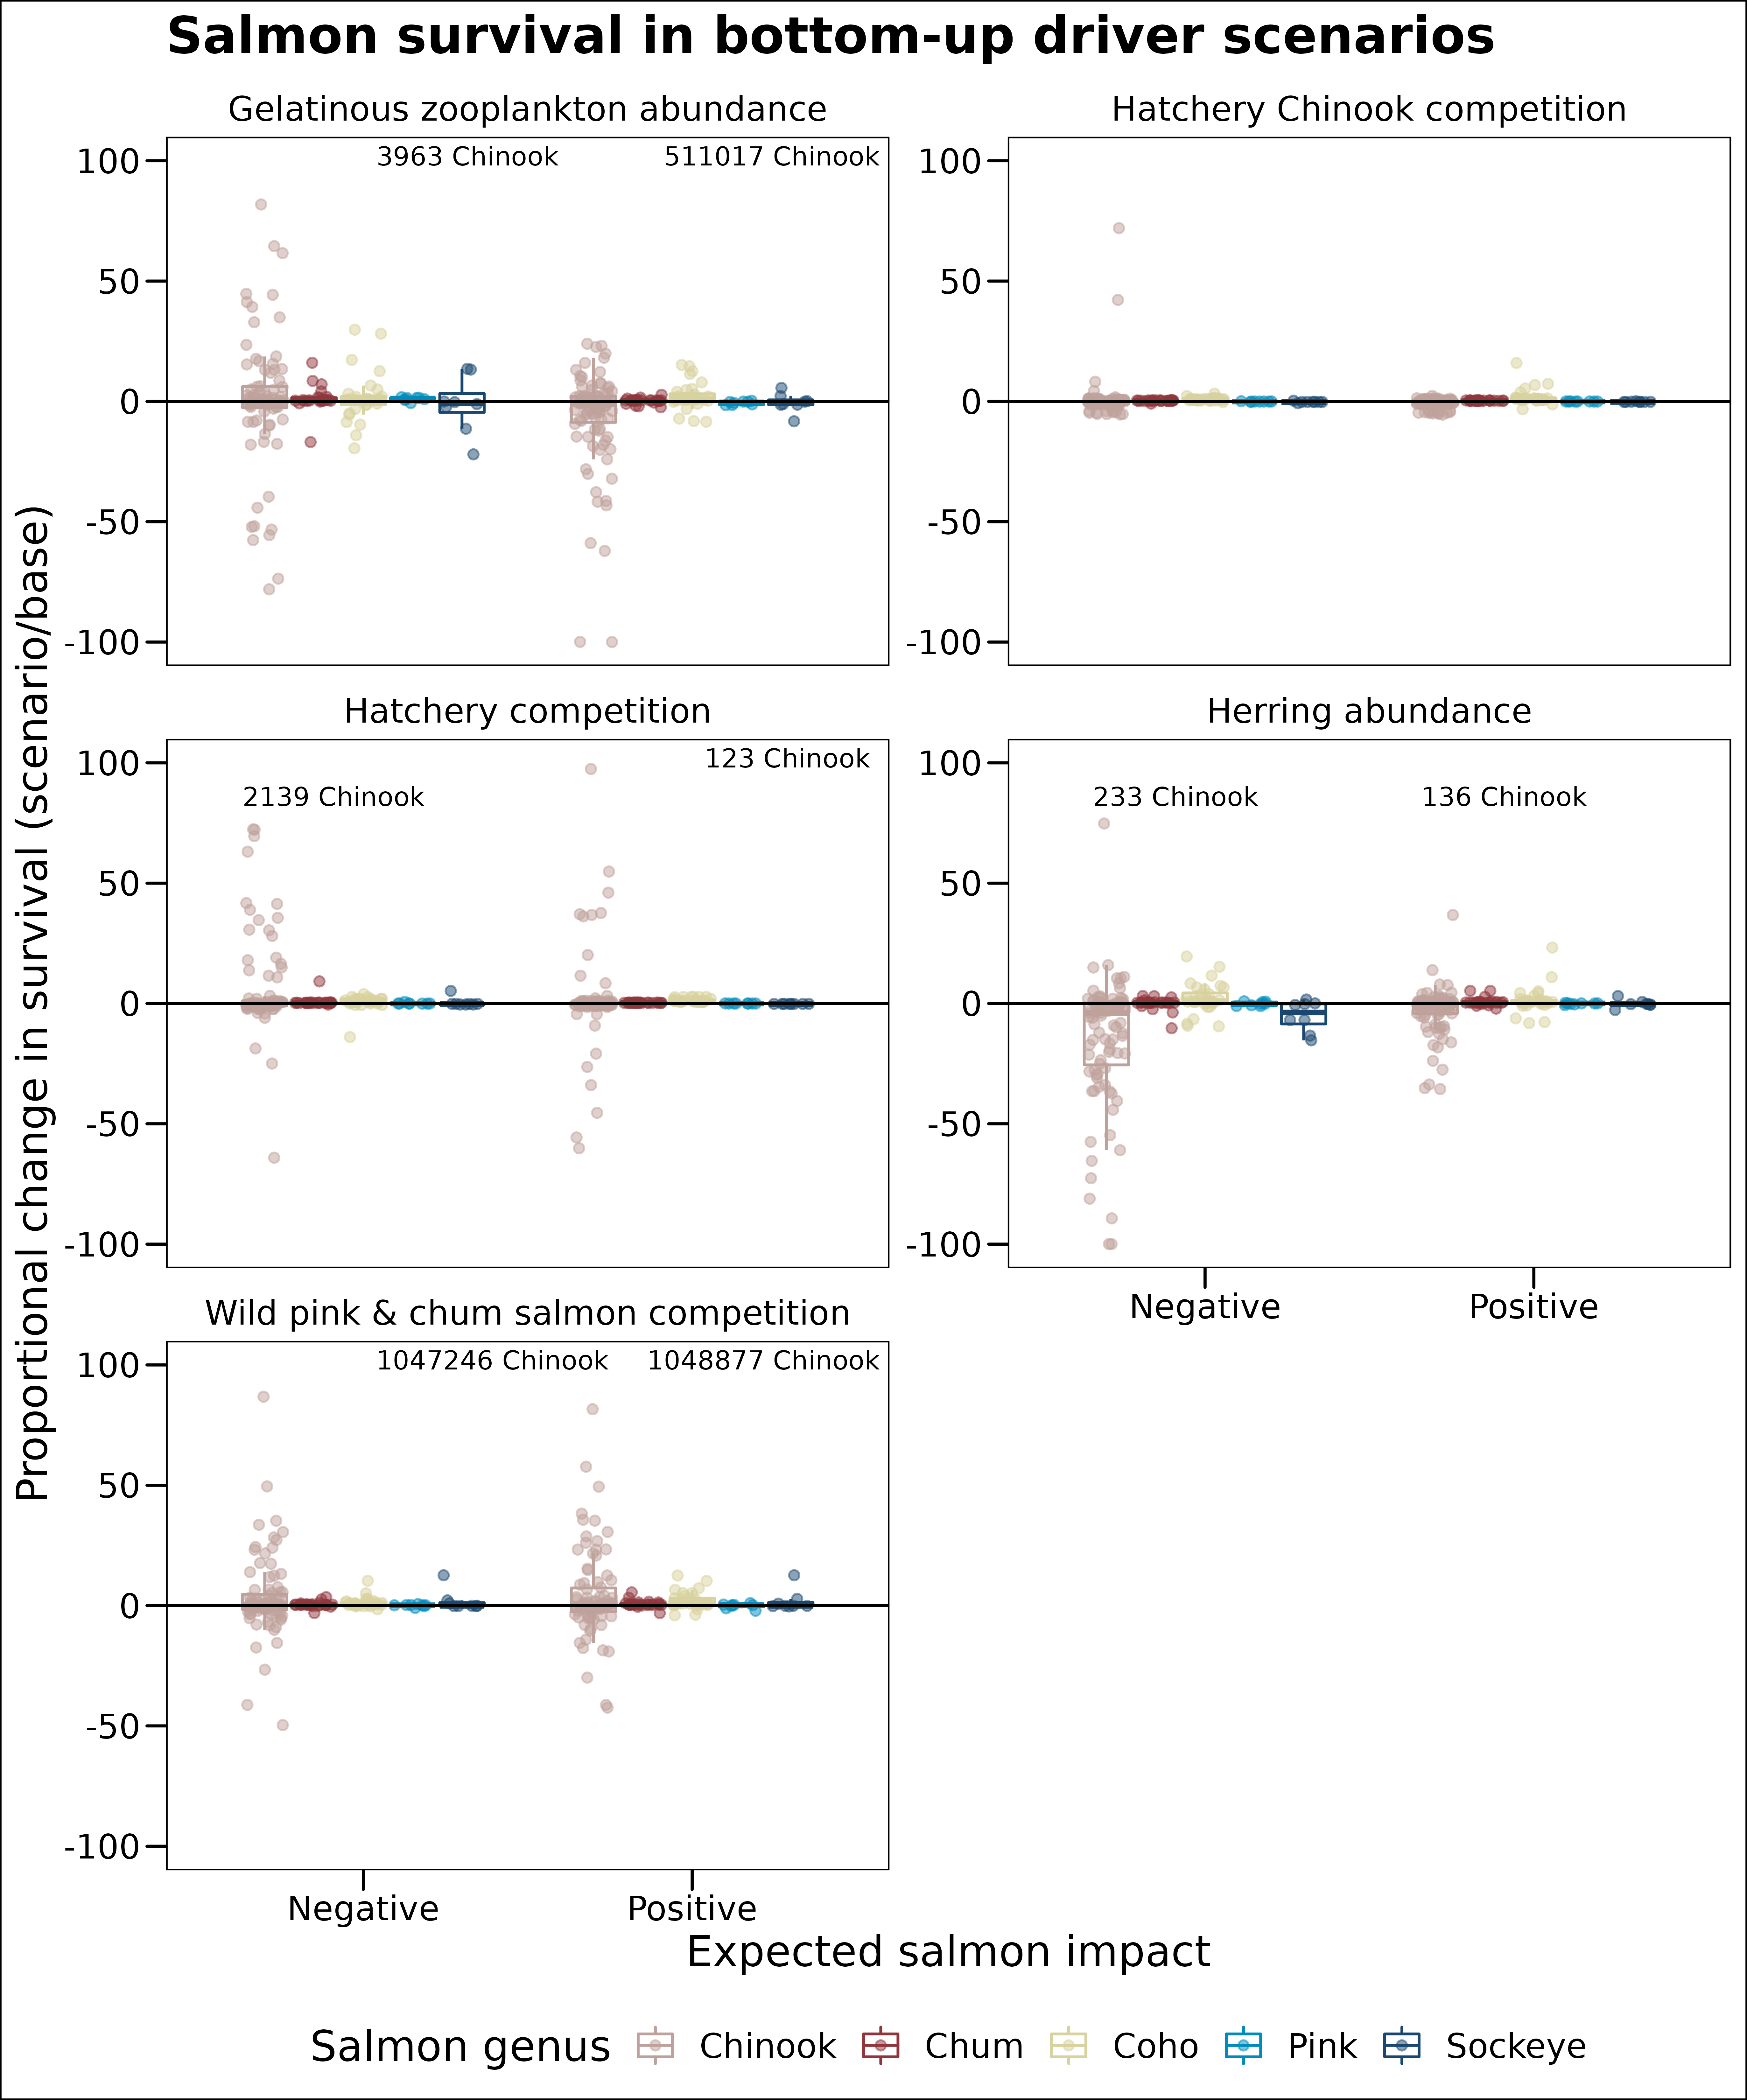 Salmon survival in bottom-up driver scenarios
Gelatinous zooplankton abundance
Hatchery Chinook competition
100
50
0
-50
-100
3963 Chinook
511017 Chinook
100
50
0
-50
-100
Hatchery competition
Herring abundance
100
50
0
-50
-100
2139 Chinook
123 Chinook
100
50
0
-50
-100
233 Chinook
136 Chinook
Negative
Positive
Wild pink & chum salmon competition
100
50
0
-50
-100
1047246 Chinook
1048877 Chinook
Negative
Positive
Proportional change in survival (scenario/base)
Expected salmon impact
Salmon genus
Chinook
Chum
Coho
Pink
Sockeye